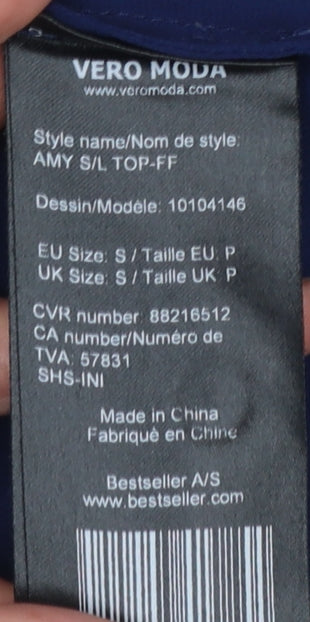 VERO MODA
www.veromoda.com
Style name/Nom de style:
AMY S/L TOP-FF
Dessin/Modèle: 10104146
EU Size: S / Taille EU: P
UK Size: S / Taille UK: P
CVR number: 88216512
CA number/Numéro de
TVA: 57831
SHS-INI
Made in China
Fabriqué en Chine
Bestseller A/S
www.bestseller.com